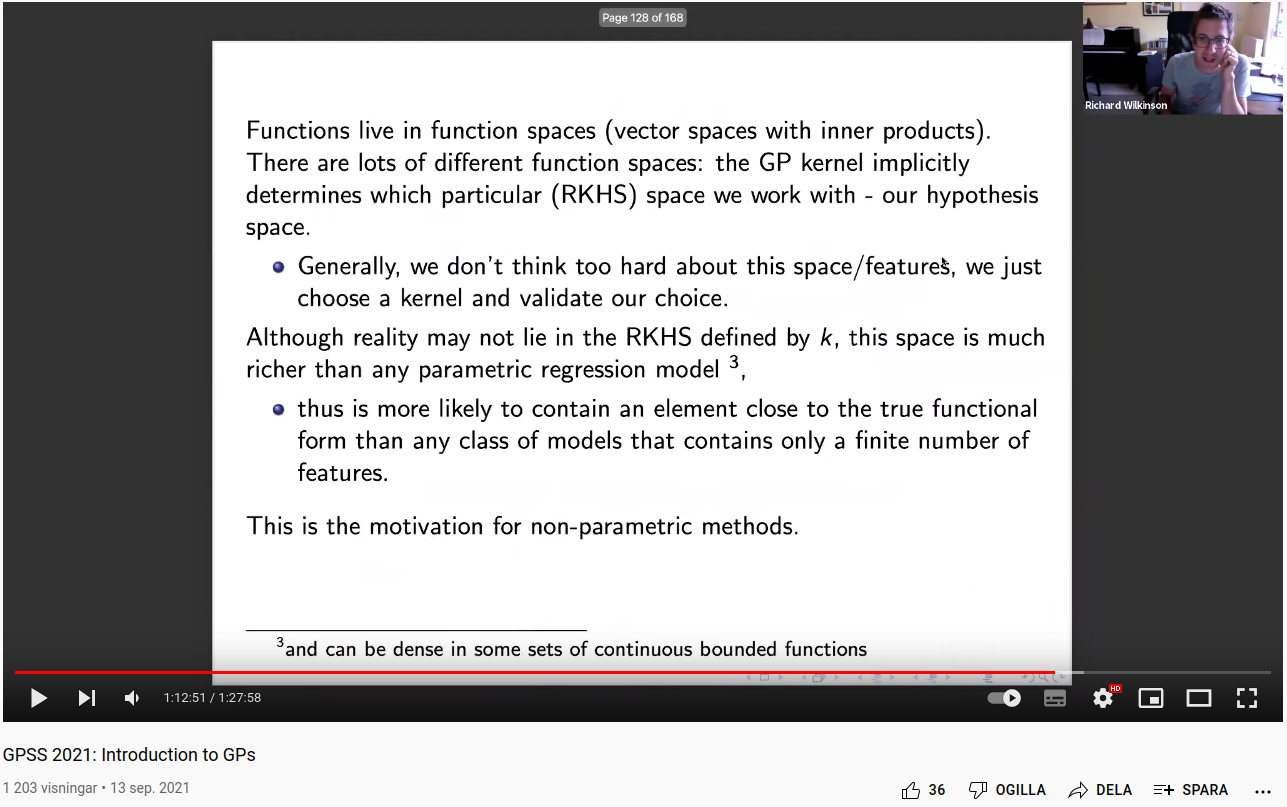 Page 128 of 168
Richard Wilkinson
Functions live in function spaces (vector spaces with inner products).
There are lots of different function spaces: the GP kernel implicitly
determines which particular (RKHS) space we work with - our hypothesis
space.
Generally, we don't think too hard about this space/features, we just
choose a kernel and validate our choice.
Although reality may not lie in the RKHS defined by k, this space is much
richer than any parametric regression model ³,
thus is more likely to contain an element close to the true functional
form than any class of models that contains only a finite number of
features.
This is the motivation for non-parametric methods.
³and can be dense in some sets of continuous bounded functions
1:12:51 / 1:27:58
HD
GPSS 2021: Introduction to GPs
1 203 visningar • 13 sep. 2021
36 OGILLA DELA SPARA